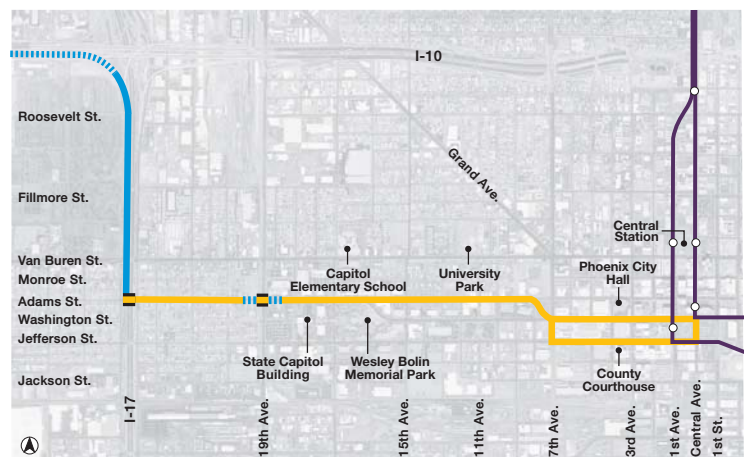 I-10
Roosevelt St.
Grand Ave.
Fillmore St.
Central
Station
Van Buren St.
Monroe St.
Capitol
Elementary School
University
Park
Phoenix City
Hall
Adams St.
Washington St.
Jefferson St.
State Capitol
Building
Wesley Bolin
Memorial Park
County
Courthouse
Jackson St.
I-17
19th Ave.
15th Ave.
11th Ave.
7th Ave.
3rd Ave.
1st Ave.
Central Ave.
1st St.